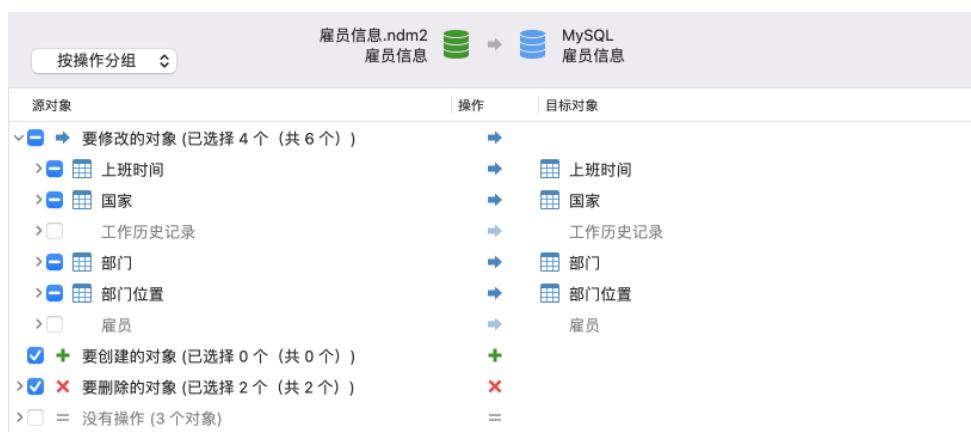 雇员信息.ndm2 MySQL
按操作分组 雇员信息 雇员信息
源对象 操作 目标对象
要修改的对象 (已选择 4 个（共 6 个）)
上班时间 上班时间
国家 国家
工作历史记录 工作历史记录
部门 部门
部门位置 部门位置
雇员 雇员
要创建的对象 (已选择 0 个（共 0 个）)
要删除的对象 (已选择 2 个（共 2 个）)
没有操作 (3 个对象)